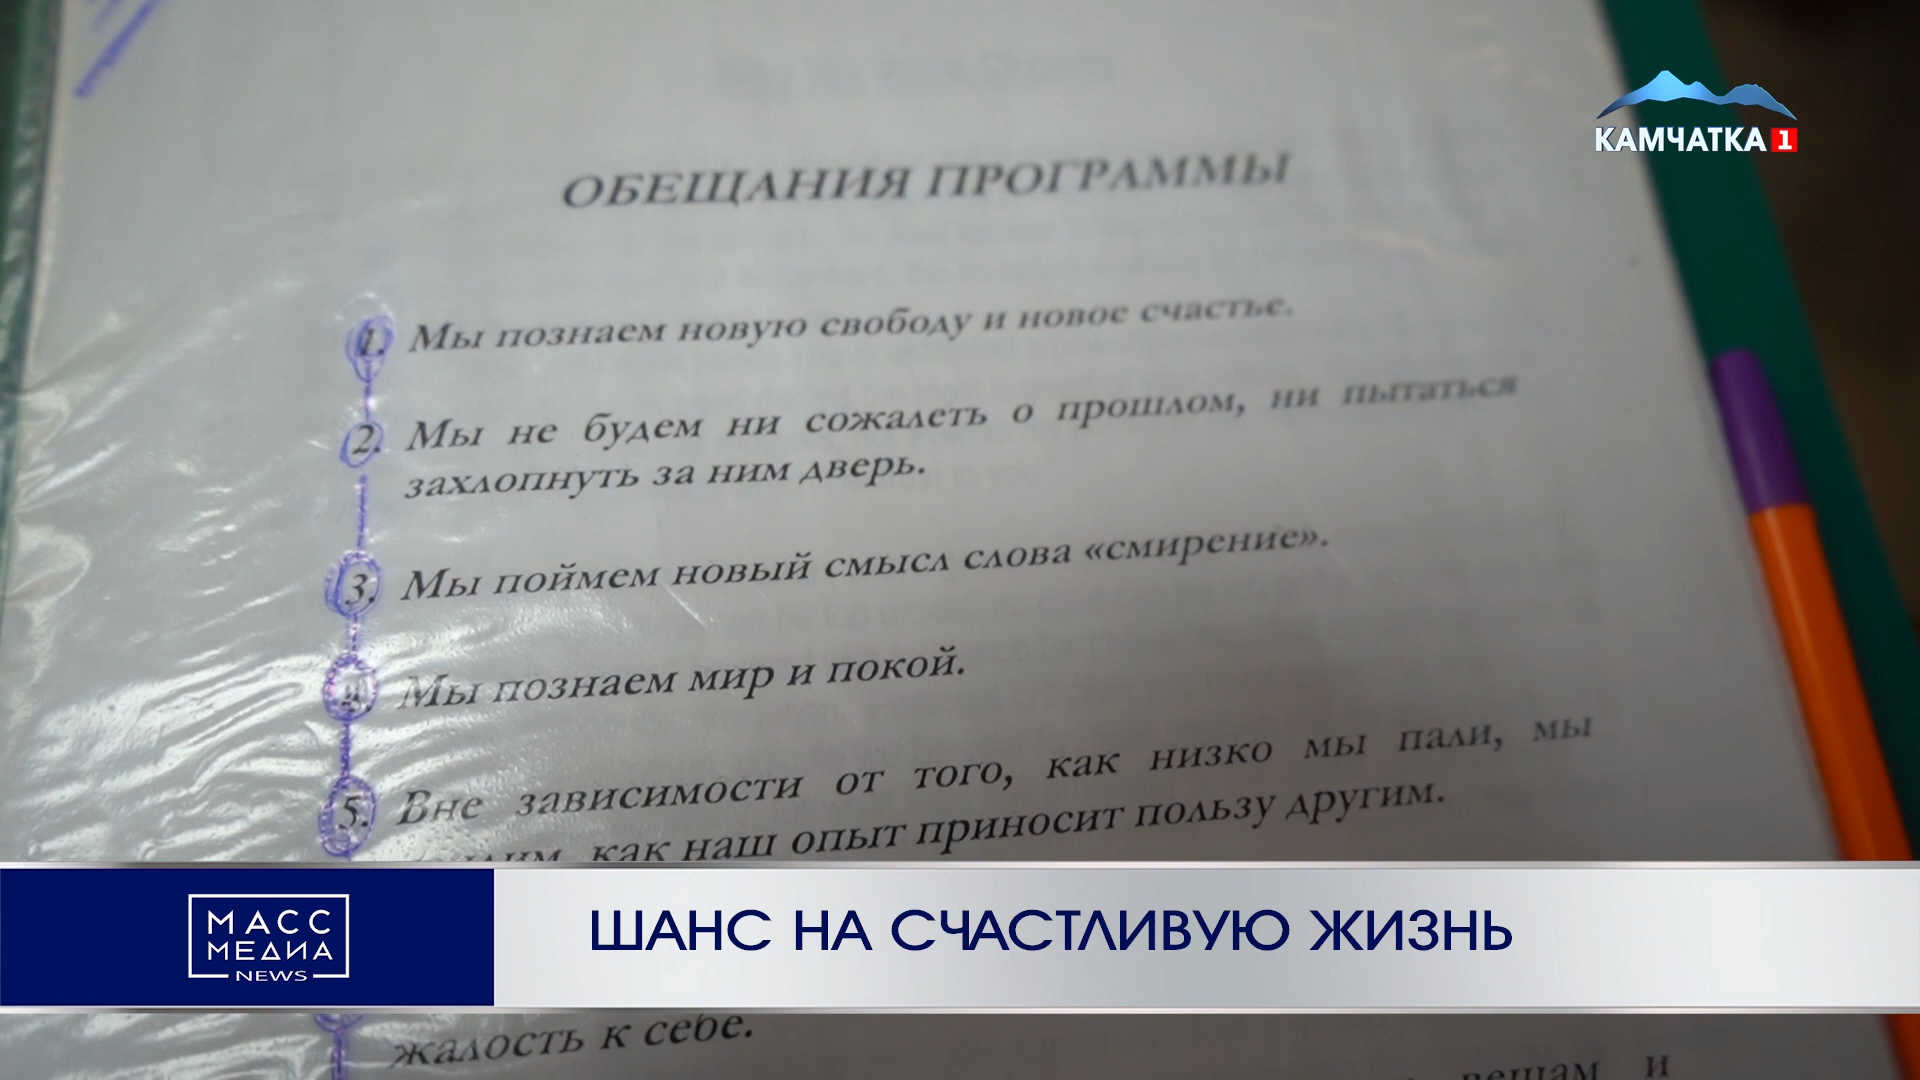 КАМЧАТКА 1
ОБЕЩАНИЯ ПРОГРАММЫ
1. Мы познаем новую свободу и новое счастье.
2. Мы не будем ни сожалеть о прошлом, ни пытаться
захлопнуть за ним дверь.
3. Мы поймем новый смысл слова «смирение».
4. Мы познаем мир и покой.
5. Вне зависимости от того, как низко мы пали, мы
как наш опыт приносит пользу другим.
МАСС
МЕДИА
NEWS
ШАНС НА СЧАСТЛИВУЮ ЖИЗНЬ
жалость к себе.
вещам и